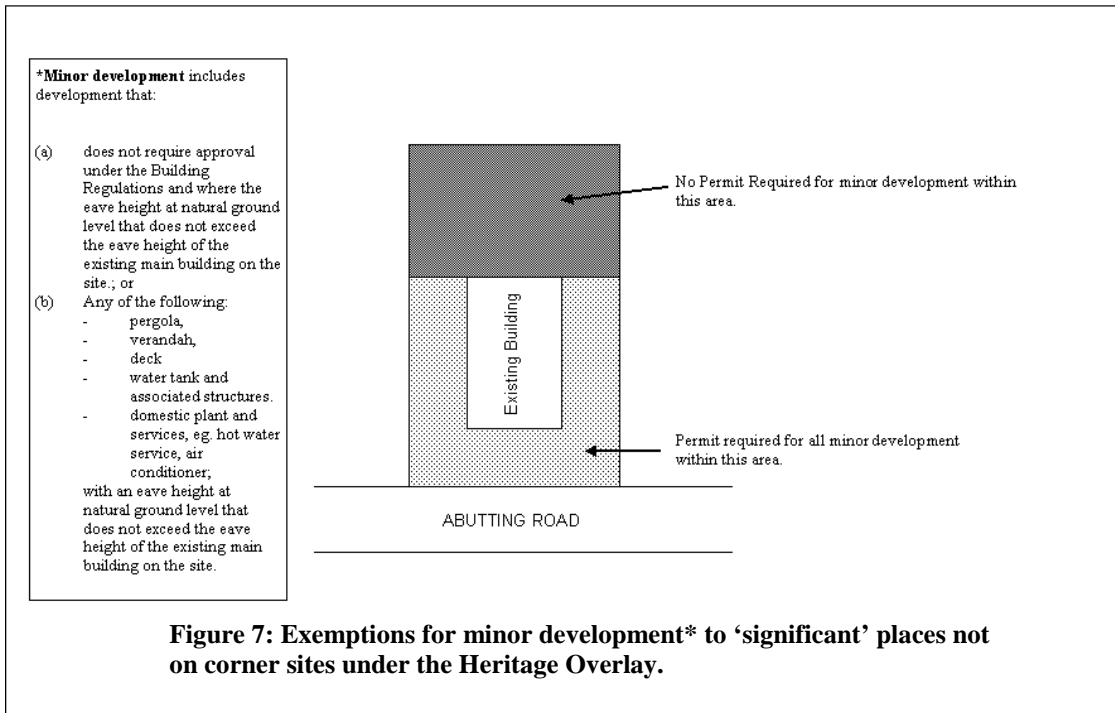 *Minor development includes
development that:
(a) does not require approval
under the Building
Regulations and where the
eave height at natural ground
level that does not exceed
the eave height of the
existing main building on the
site.; or
(b) Any of the following:
- pergola,
- verandah,
- deck
- water tank and
associated structures.
- domestic plant and
services, eg. hot water
service, air
conditioner;
with an eave height at
natural ground level that
does not exceed the eave
height of the existing main
building on the site.
No Permit Required for minor development within
this area.
Existing Building
Permit required for all minor development
within this area.
ABUTTING ROAD
Figure 7: Exemptions for minor development* to ‘significant’ places not
on corner sites under the Heritage Overlay.